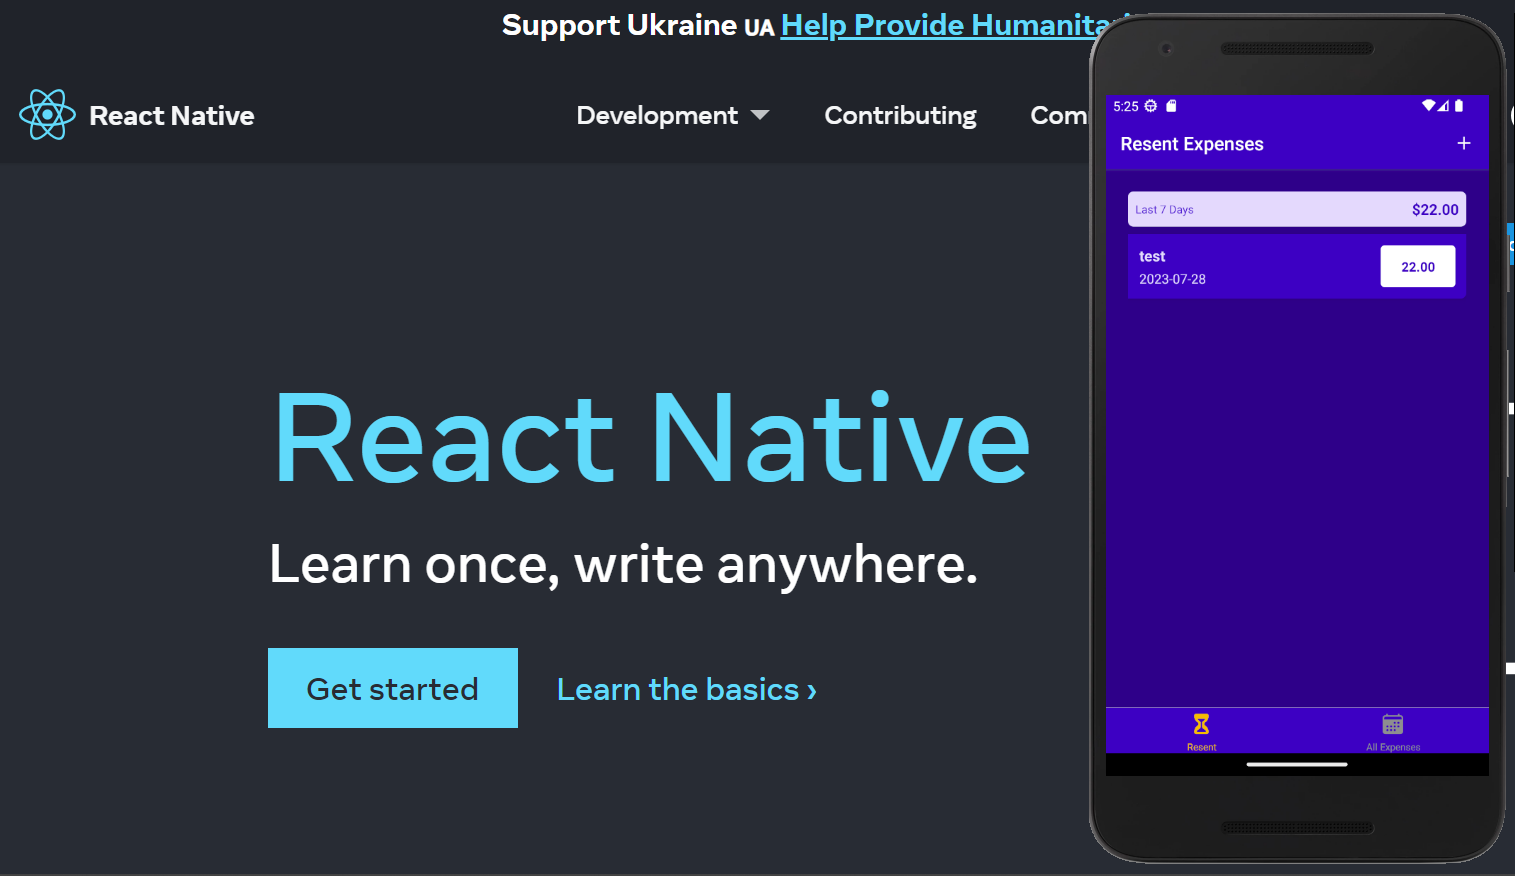 Support Ukraine UA Help Provide Humanitari
React Native
Development
Contributing
Com
React Native
Learn once, write anywhere.
Get started
Learn the basics ›
5:25
Resent Expenses
+
Last 7 Days
$22.00
test
2023-07-28
22.00
Resent
All Expenses